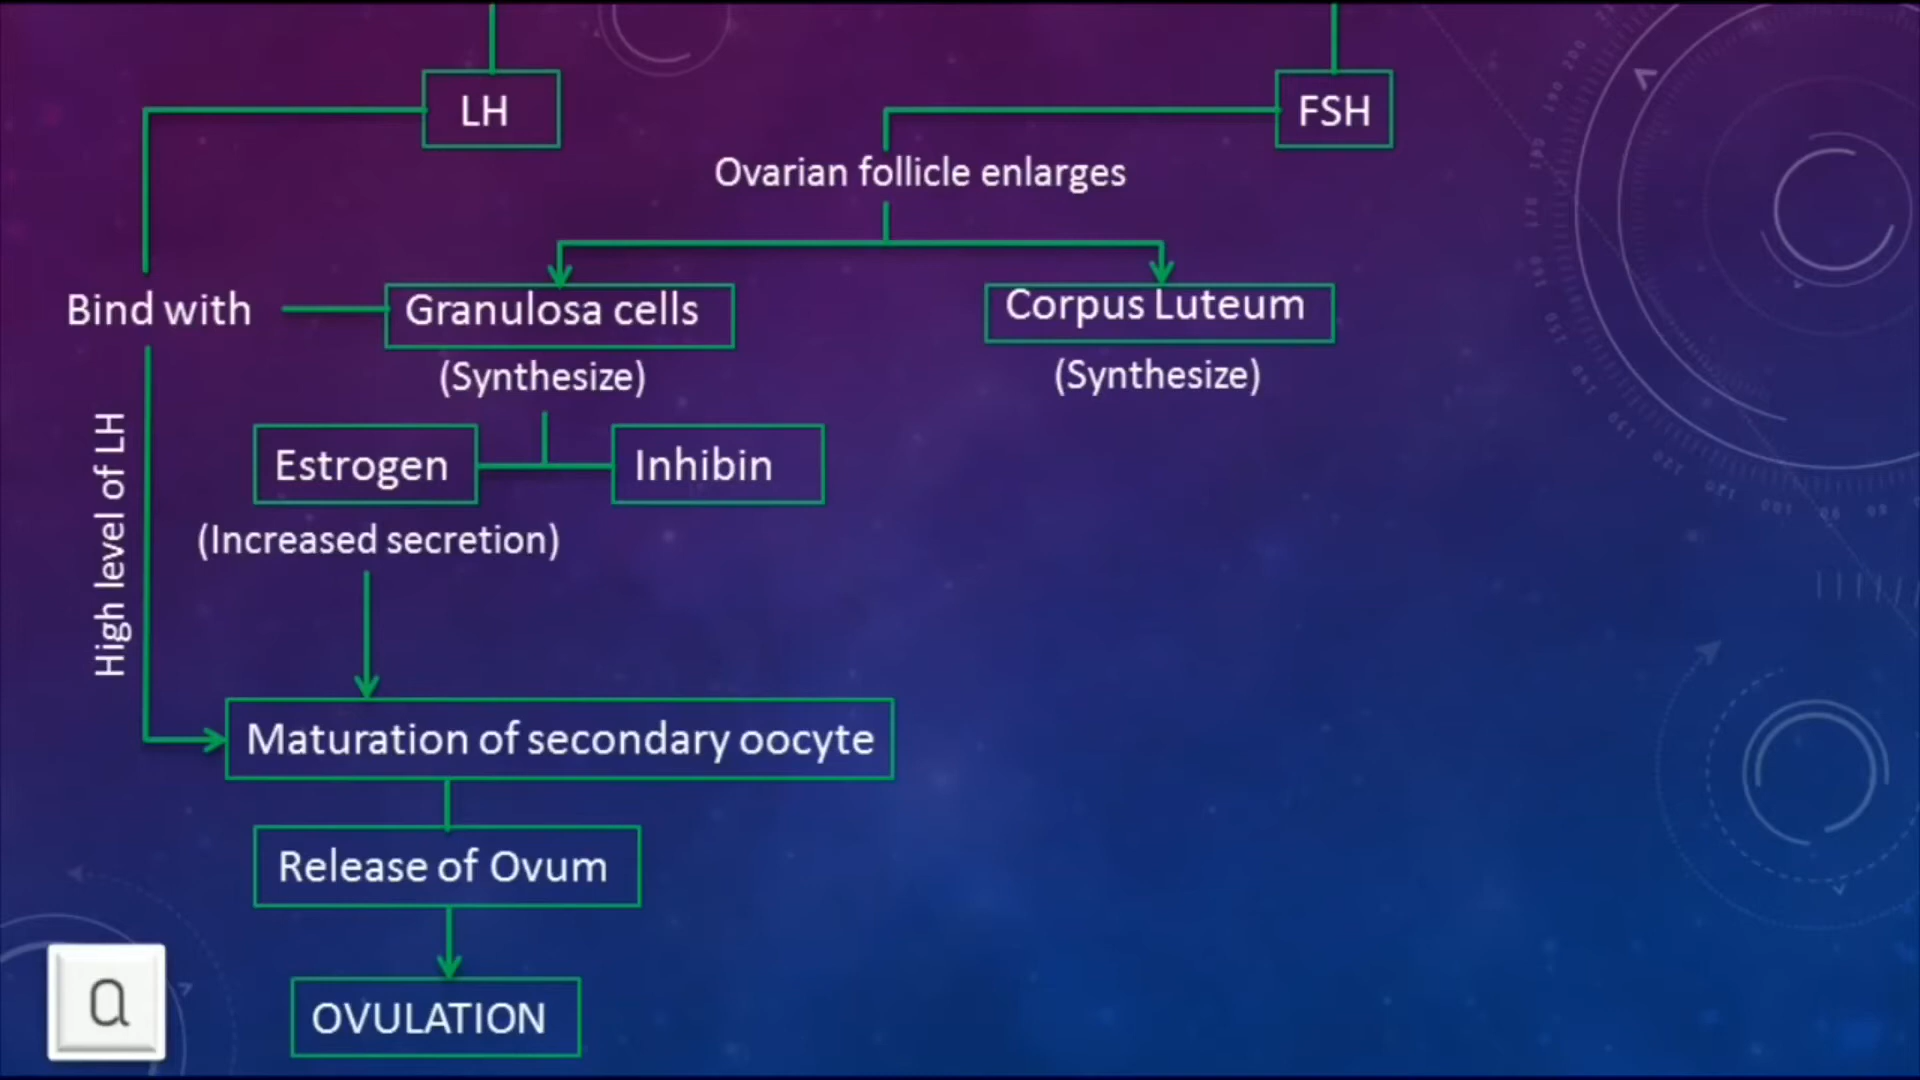 LH
FSH
Ovarian follicle enlarges
Bind with
Granulosa cells
Corpus Luteum
(Synthesize)
(Synthesize)
High level of LH
Estrogen
Inhibin
(Increased secretion)
Maturation of secondary oocyte
Release of Ovum
OVULATION
Q